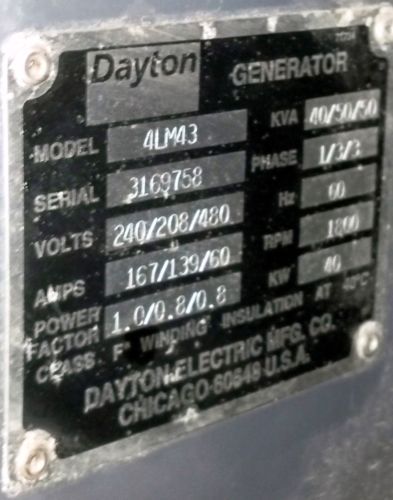 Dayton GENERATOR
MODEL 4LM43 KVA 40/50/50
SERIAL 3169758 PHASE 1/3/3
VOLTS 240/208/480 Hz 60
AMPS 167/139/60 RPM 1800
POWER FACTOR 1.0/0.8/0.8 KW 40
CLASS F WINDING INSULATION AT 40°C
DAYTON ELECTRIC MFG. CO.
CHICAGO 60648 U.S.A.